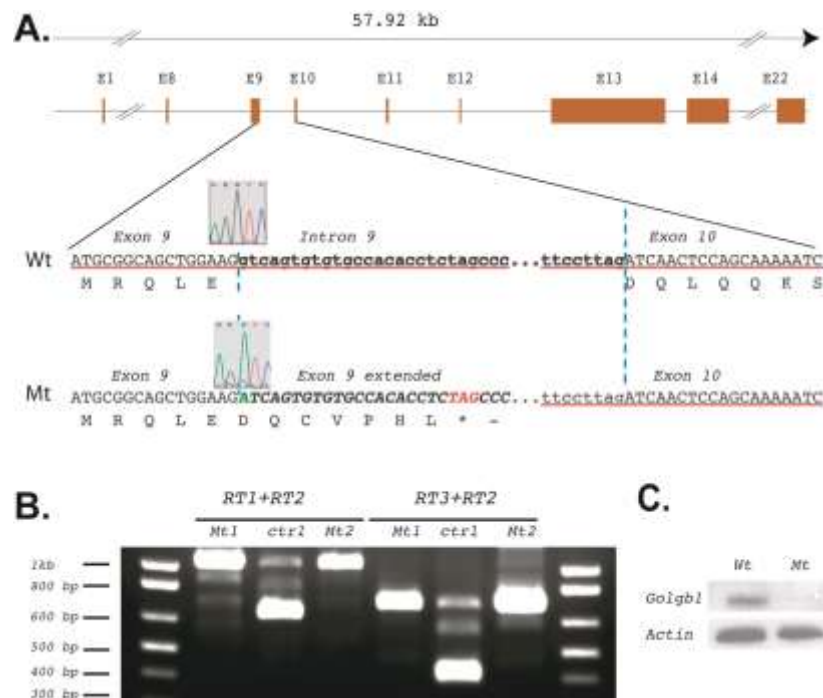 A.
57.92 kb
E1 E8 E9 E10 E11 E12 E13 E14 E22
Exon 9 Intron 9 Exon 10
Wt ATGCGGCAGCTGGAAGgtcagtgtgtgccacacctctagccc...ttccttagATCAACTCCAGCAAAAATC
M R Q L E D Q L Q Q K S
Exon 9 Exon 9 extended Exon 10
Mt ATGCGGCAGCTGGAAGATCAGTGTGTGCCACACCTCTAGCCC...ttccttagATCAACTCCAGCAAAAATC
M R Q L E D Q C V P H L * -
B.
RT1+RT2 RT3+RT2
Mt1 ctrl Mt2 Mt1 ctrl Mt2
1kb
800 bp
600 bp
500 bp
400 bp
300 bp
C.
Wt Mt
Golgb1
Actin